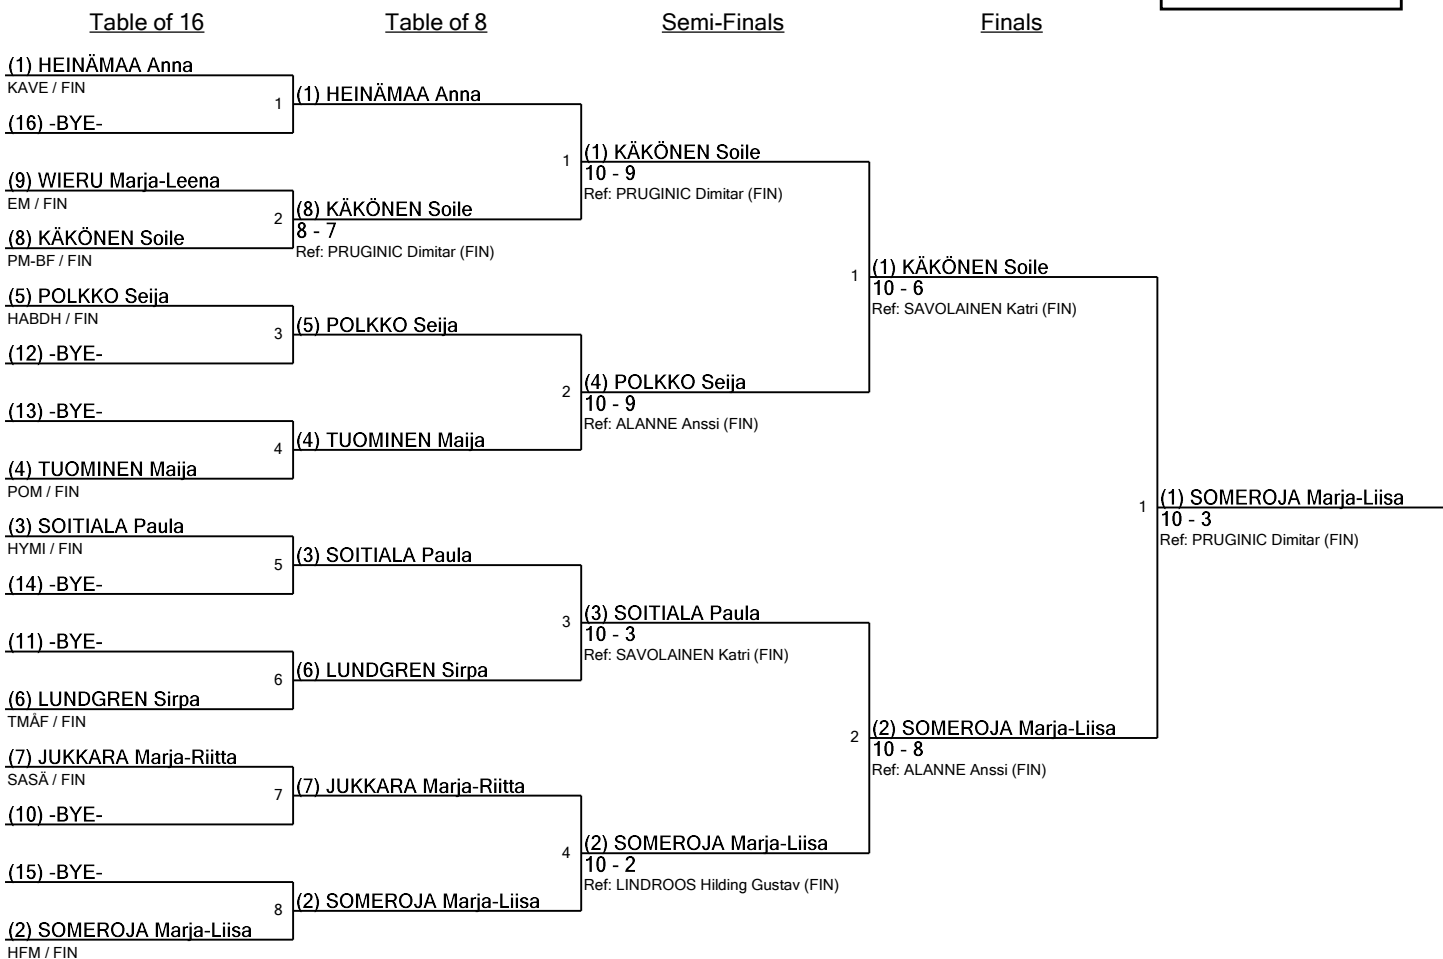 Table of 16
Table of 8
Semi-Finals
Finals
(1) HEINÄMAA Anna
KAVE / FIN
(16) -BYE-
(9) WIERU Marja-Leena
EM / FIN
(8) KÄKÖNEN Soile
PM-BF / FIN
(5) POLKKO Seija
HABDH / FIN
(12) -BYE-
(13) -BYE-
(4) TUOMINEN Maija
POM / FIN
(3) SOITIALA Paula
HYMI / FIN
(14) -BYE-
(11) -BYE-
(6) LUNDGREN Sirpa
TMÅF / FIN
(7) JUKKARA Marja-Riitta
SASÄ / FIN
(10) -BYE-
(15) -BYE-
(2) SOMEROJA Marja-Liisa
HFM / FIN
1
(1) HEINÄMAA Anna
2
(8) KÄKÖNEN Soile
8 - 7
Ref: PRUGINIC Dimitar (FIN)
3
(5) POLKKO Seija
4
(4) TUOMINEN Maija
5
(3) SOITIALA Paula
6
(6) LUNDGREN Sirpa
7
(7) JUKKARA Marja-Riitta
8
(2) SOMEROJA Marja-Liisa
1
(1) KÄKÖNEN Soile
10 - 9
Ref: PRUGINIC Dimitar (FIN)
2
(4) POLKKO Seija
10 - 9
Ref: ALANNE Anssi (FIN)
3
(3) SOITIALA Paula
10 - 3
Ref: SAVOLAINEN Katri (FIN)
4
(2) SOMEROJA Marja-Liisa
10 - 2
Ref: LINDROOS Hilding Gustav (FIN)
1
(1) KÄKÖNEN Soile
10 - 6
Ref: SAVOLAINEN Katri (FIN)
2
(2) SOMEROJA Marja-Liisa
10 - 8
Ref: ALANNE Anssi (FIN)
1
(1) SOMEROJA Marja-Liisa
10 - 3
Ref: PRUGINIC Dimitar (FIN)